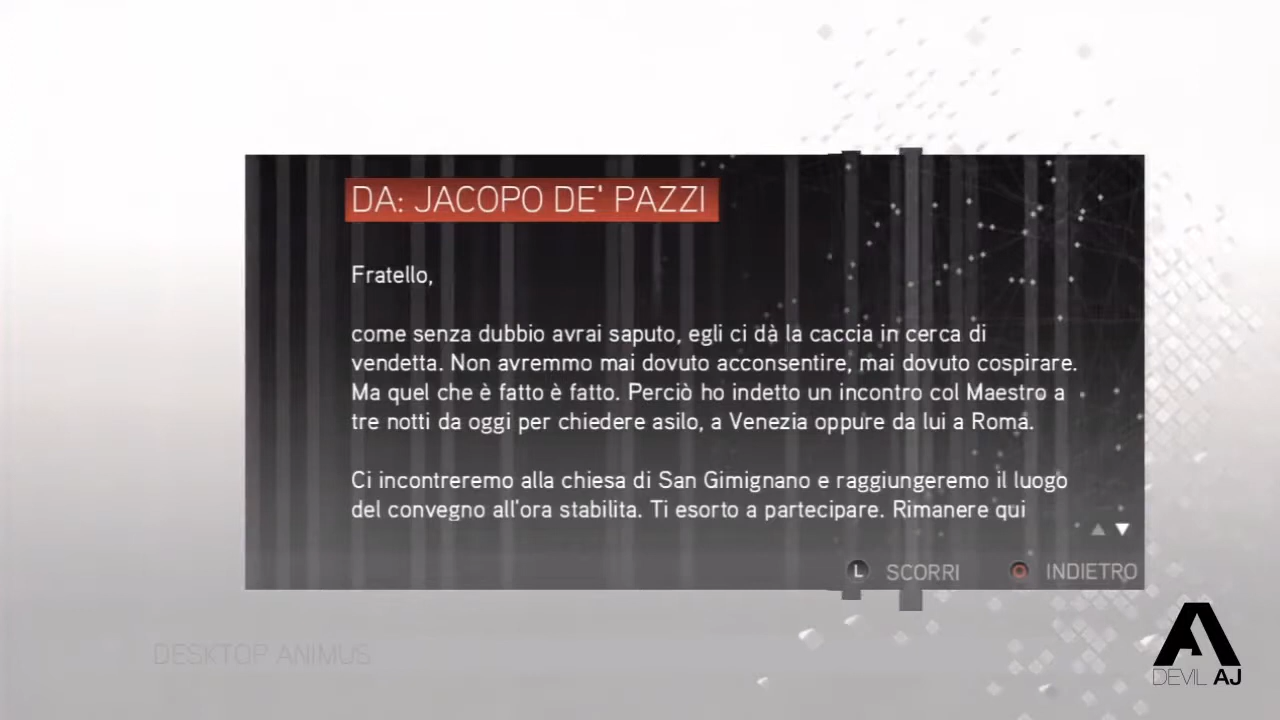 DA: JACOPO DE' PAZZI
Fratello,
come senza dubbio avrai saputo, egli ci dà la caccia in cerca di
vendetta. Non avremmo mai dovuto acconsentire, mai dovuto cospirare.
Ma quel che è fatto è fatto. Perciò ho indetto un incontro col Maestro a
tre notti da oggi per chiedere asilo, a Venezia oppure da lui a Roma.
Ci incontreremo alla chiesa di San Gimignano e raggiungeremo il luogo
del convegno all'ora stabilita. Ti esorto a partecipare. Rimanere qui
L SCORRI INDIETRO
DESKTOP ANIMUS
DEVIL AJ